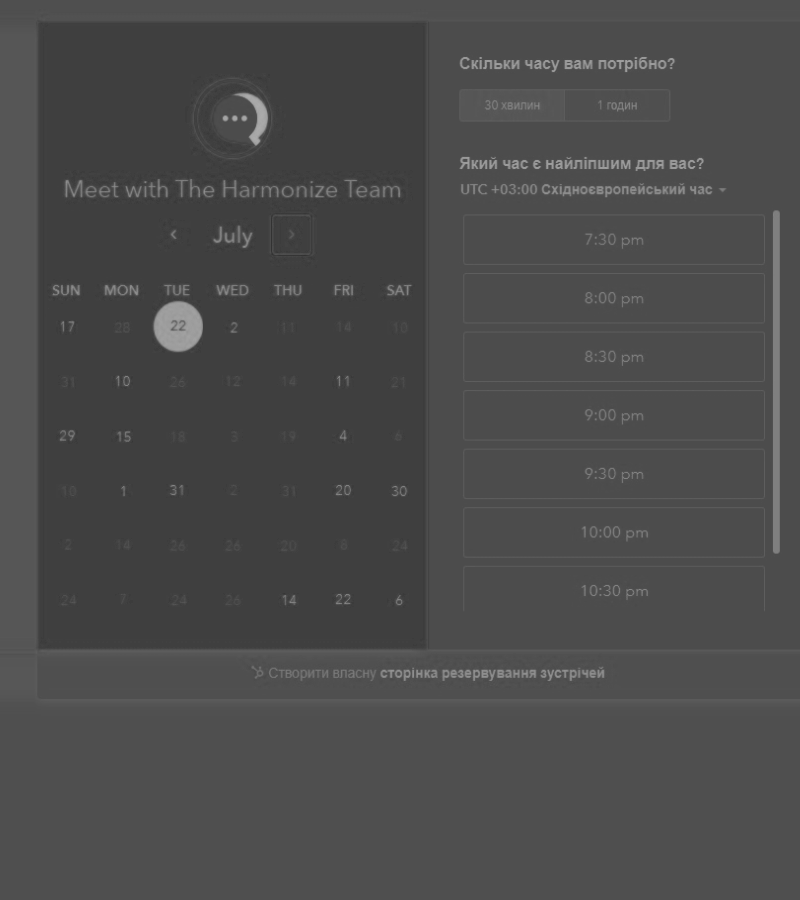 Meet with The Harmonize Team
July
SUN MON TUE WED THU FRI SAT
17 28 22 2 11 14 10
31 10 26 12 14 11 21
29 15 18 3 19 4 6
10 1 31 2 31 20 30
2 14 26 26 20 8 24
24 7 24 26 14 22 6
Скільки часу вам потрібно?
30 хвилин 1 годин
Який час є найліпшим для вас?
UTC +03:00 Східноєвропейський час
7:30 pm
8:00 pm
8:30 pm
9:00 pm
9:30 pm
10:00 pm
10:30 pm
Створити власну сторінка резервування зустрічей